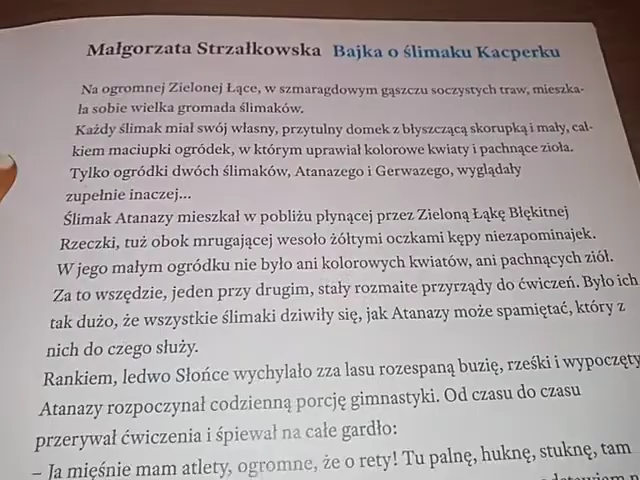 Małgorzata Strzałkowska Bajka o ślimaku Kacperku
Na ogromnej Zielonej Łące, w szmaragdowym gąszczu soczystych traw, mieszka-
ła sobie wielka gromada ślimaków.
Każdy ślimak miał swój własny, przytulny domek z błyszczącą skorupką i mały, cał-
kiem maciupki ogródek, w którym uprawiał kolorowe kwiaty i pachnące zioła.
Tylko ogródki dwóch ślimaków, Atanazego i Gerwazego, wyglądały
zupełnie inaczej...
Ślimak Atanazy mieszkał w pobliżu płynącej przez Zieloną Łąkę Błękitnej
Rzeczki, tuż obok mrugającej wesoło żółtymi oczkami kępy niezapominajek.
W jego małym ogródku nie było ani kolorowych kwiatów, ani pachnących ziół.
Za to wszędzie, jeden przy drugim, stały rozmaite przyrządy do ćwiczeń. Było ich
tak dużo, że wszystkie ślimaki dziwiły się, jak Atanazy może spamiętać, który z
nich do czego służy.
Rankiem, ledwo Słońce wychylało zza lasu rozespaną buzię, rześki i wypoczęty
Atanazy rozpoczynał codzienną porcję gimnastyki. Od czasu do czasu
przerywał ćwiczenia i śpiewał na całe gardło:
– Ja mięśnie mam atlety, ogromne, że o rety! Tu palnę, huknę, stuknę, tam